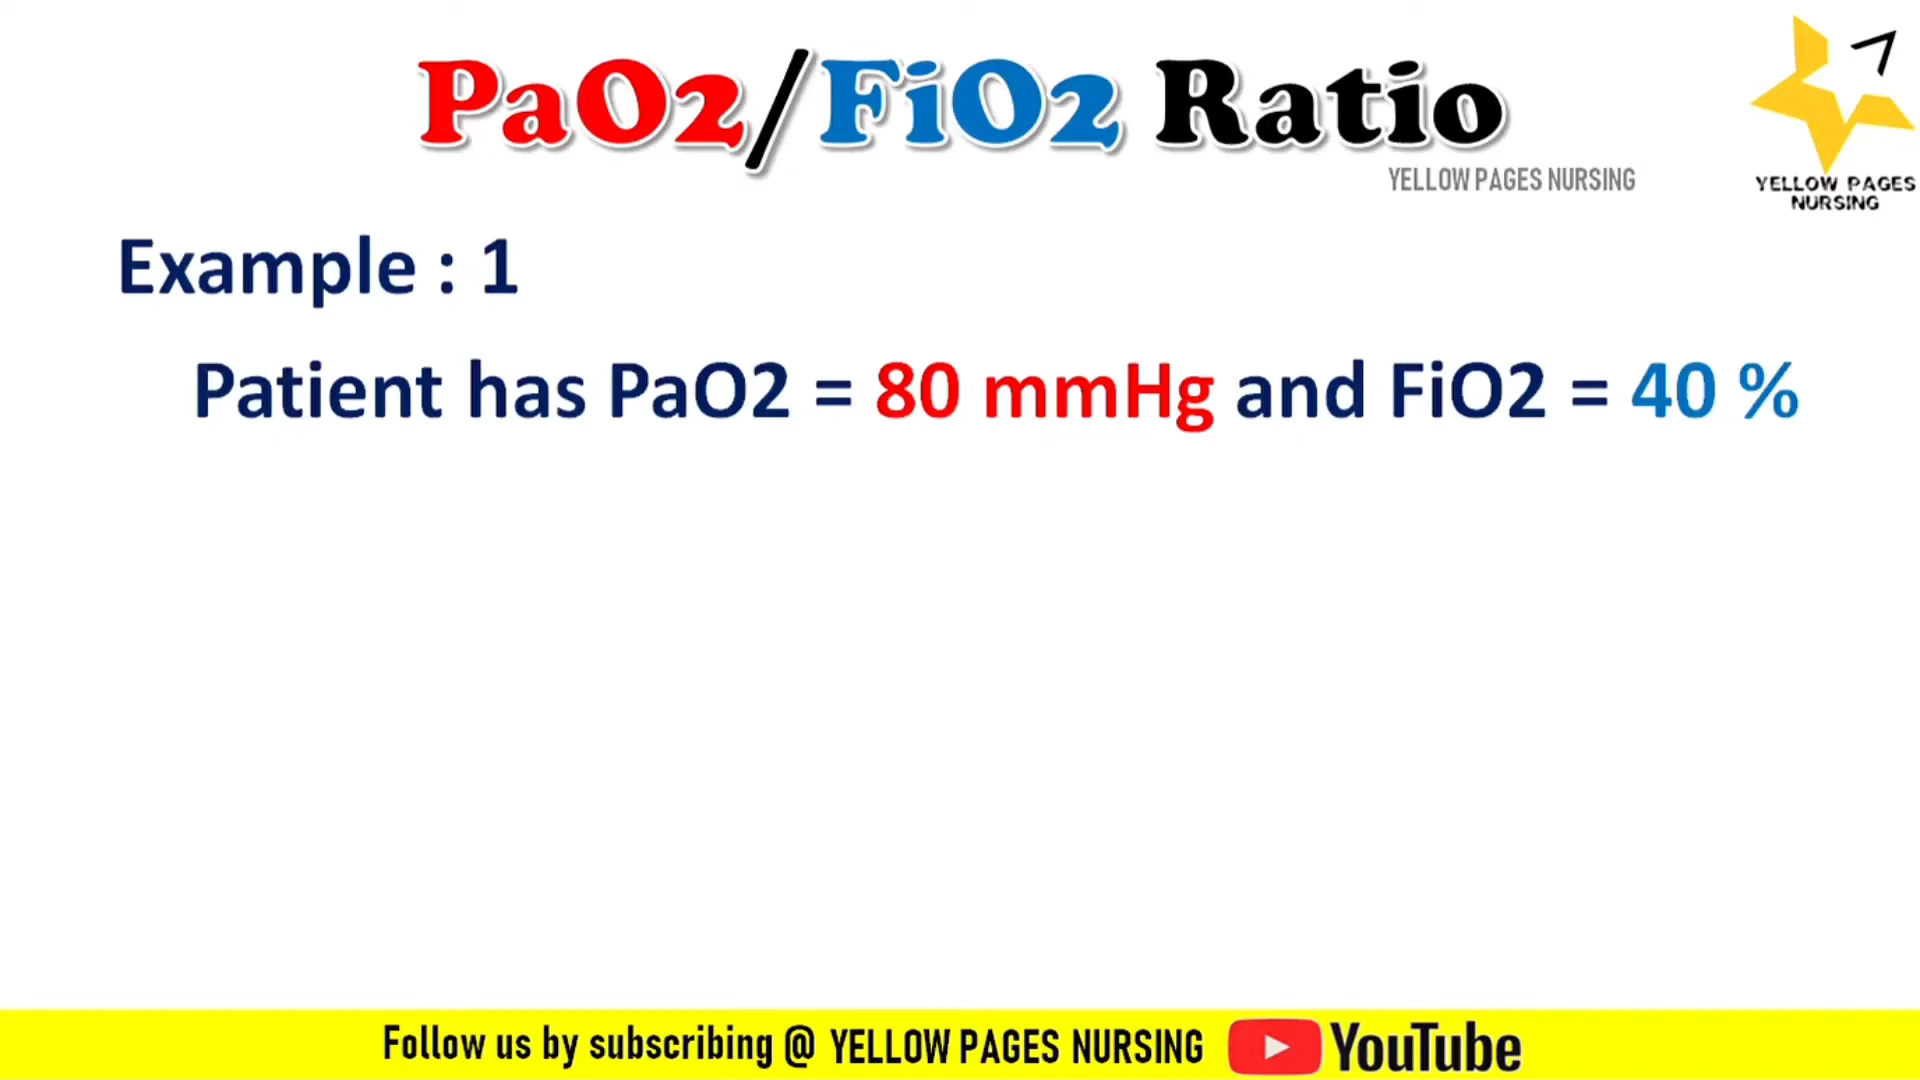 PaO2/FiO2 Ratio
YELLOW PAGES NURSING
YELLOW PAGES
NURSING
Example : 1
Patient has PaO2 = 80 mmHg and FiO2 = 40 %
Follow us by subscribing @ YELLOW PAGES NURSING YouTube